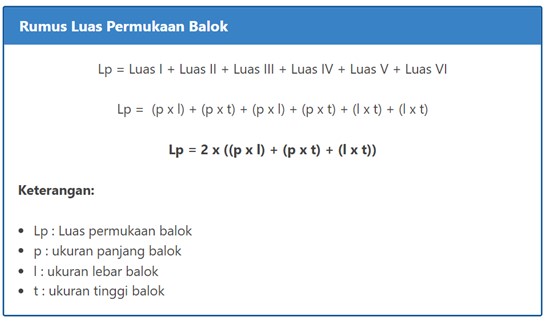 Rumus Luas Permukaan Balok
Lp = Luas I + Luas II + Luas III + Luas IV + Luas V + Luas VI
Lp = (p x l) + (p x t) + (p x l) + (p x t) + (l x t) + (l x t)
Lp = 2 x ((p x l) + (p x t) + (l x t))
Keterangan:
• Lp : Luas permukaan balok
• p : ukuran panjang balok
• l : ukuran lebar balok
• t : ukuran tinggi balok